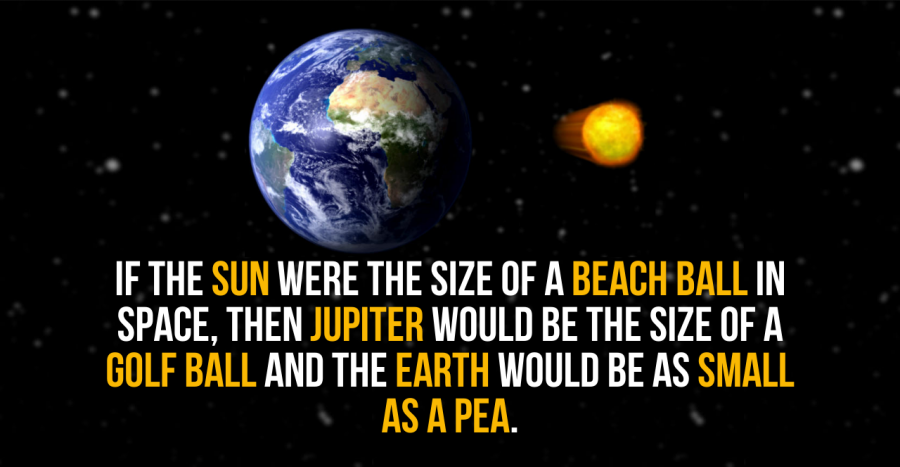 IF THE SUN WERE THE SIZE OF A BEACH BALL IN
SPACE, THEN JUPITER WOULD BE THE SIZE OF A
GOLF BALL AND THE EARTH WOULD BE AS SMALL
AS A PEA.